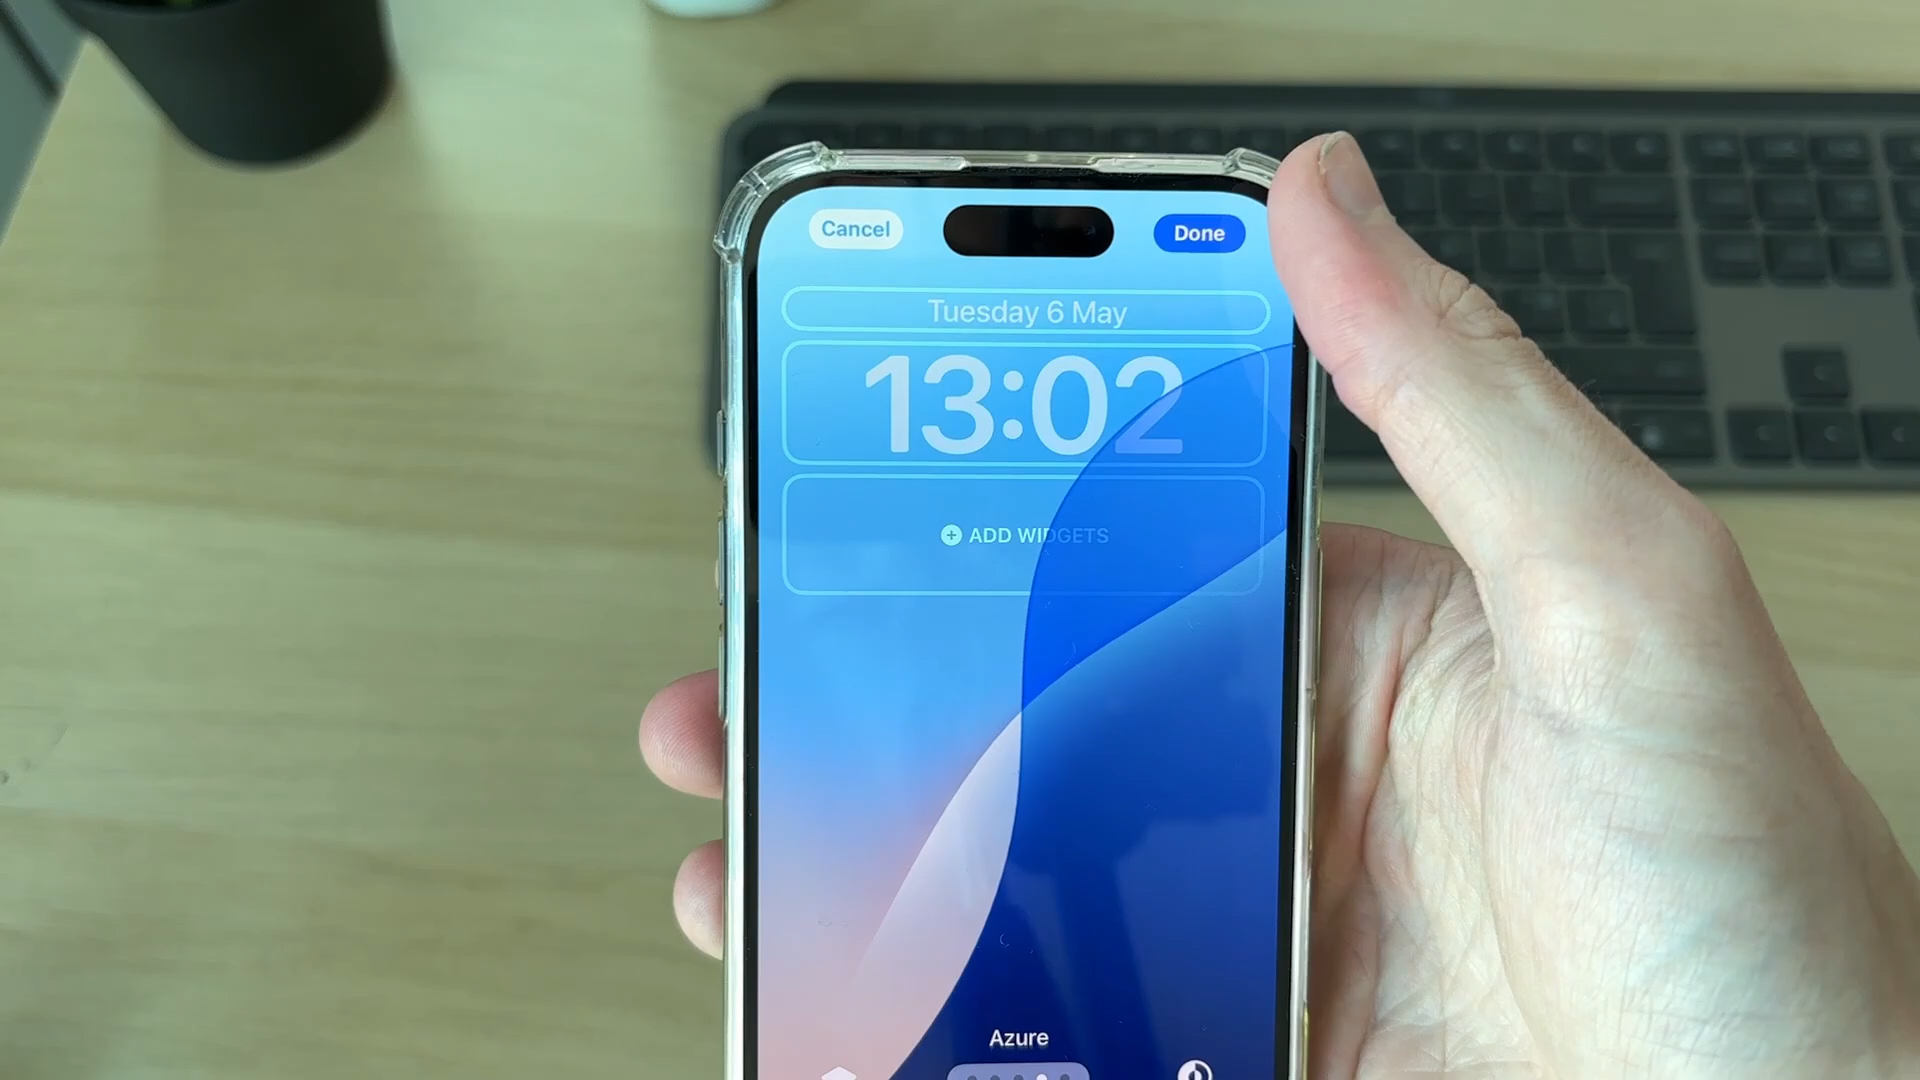 Cancel
Done
Tuesday 6 May
13:02
ADD WIDGETS
Azure